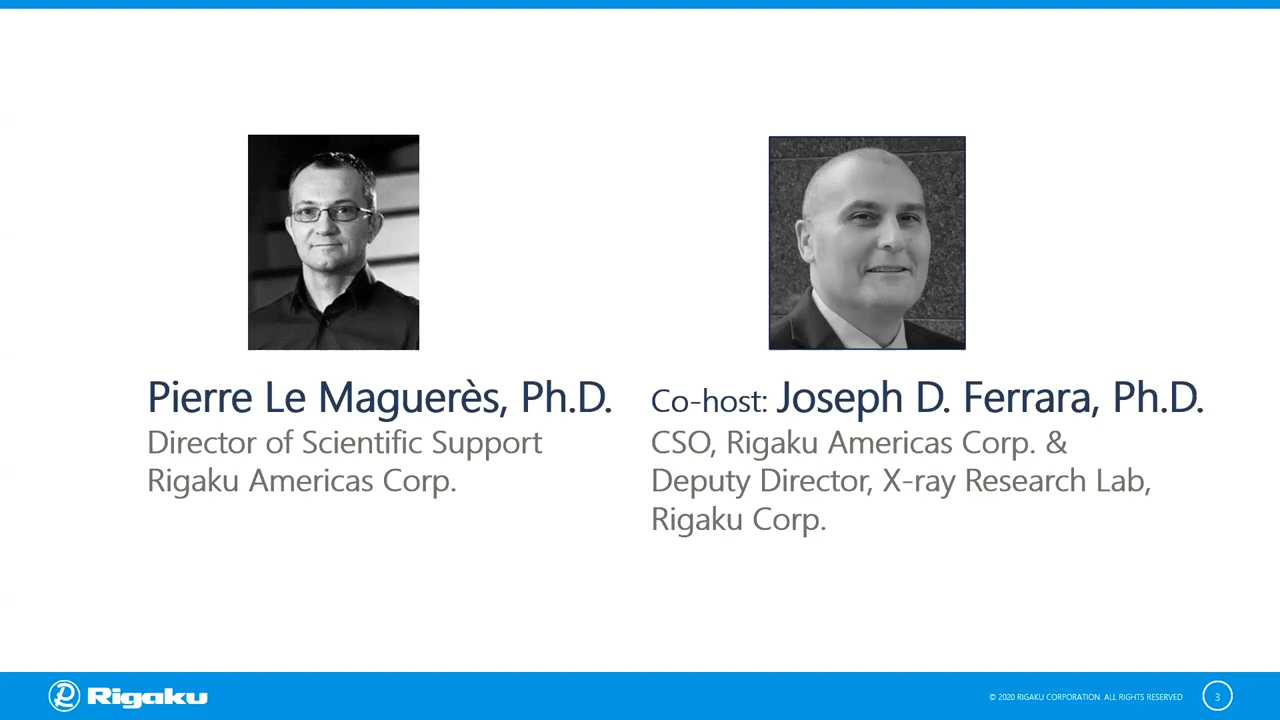 Pierre Le Maguerès, Ph.D.
Director of Scientific Support
Rigaku Americas Corp.
Co-host: Joseph D. Ferrara, Ph.D.
CSO, Rigaku Americas Corp. &
Deputy Director, X-ray Research Lab,
Rigaku Corp.
Rigaku
© 2020 RIGAKU CORPORATION. ALL RIGHTS RESERVED
3